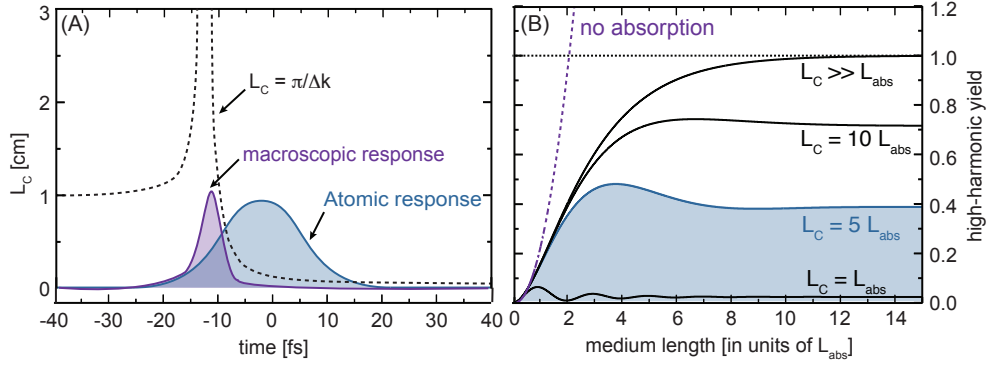 (A)
3
2
1
0
L_C [cm]
L_C = π/Δk
macroscopic response
Atomic response
-40 -30 -20 -10 0 10 20 30 40
time [fs]
(B)
no absorption
L_C >> L_abs
L_C = 10 L_abs
L_C = 5 L_abs
L_C = L_abs
1.2
1.0
0.8
0.6
0.4
0.2
0.0
high-harmonic yield
0 2 4 6 8 10 12 14
medium length [in units of L_abs]